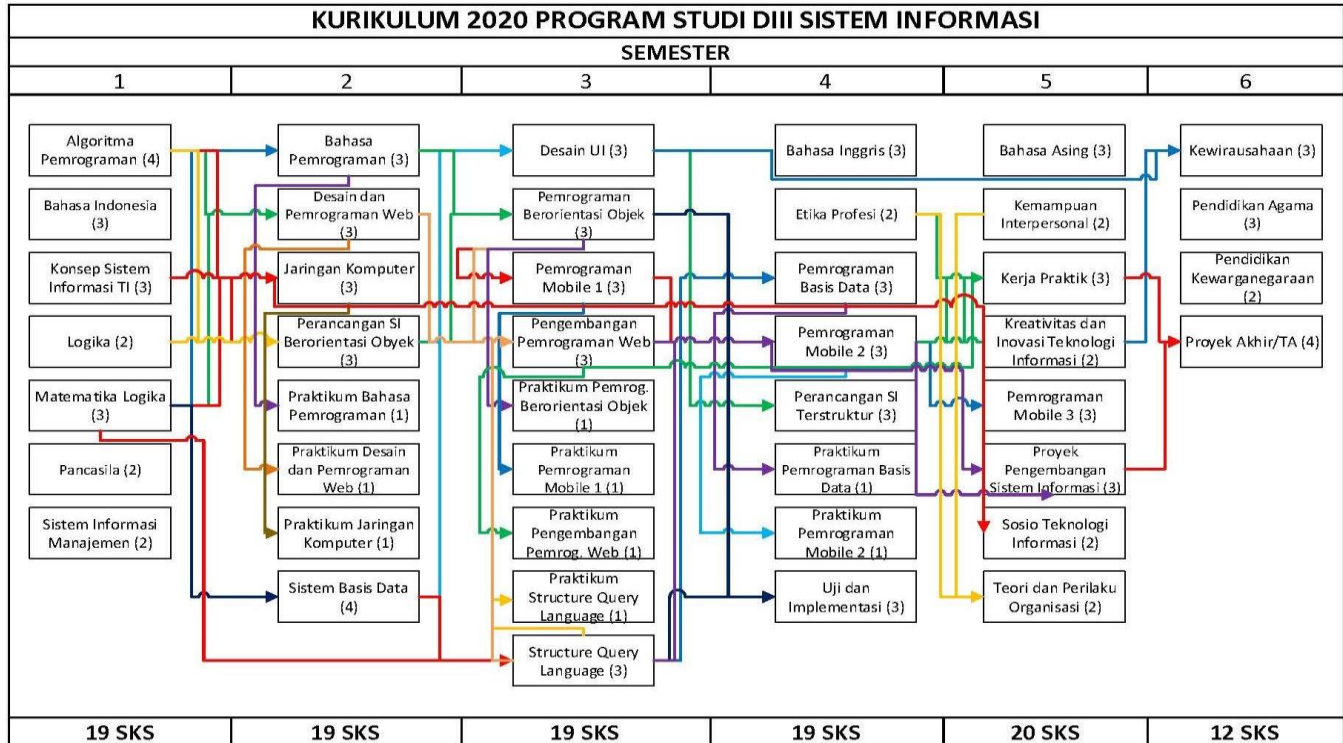 KURIKULUM 2020 PROGRAM STUDI DIII SISTEM INFORMASI
SEMESTER
1
2
3
4
5
6
Algoritma
Pemrograman (4)
Bahasa Indonesia
(3)
Konsep Sistem
Informasi TI (3)
Logika (2)
Matematika Logika
(3)
Pancasila (2)
Sistem Informasi
Manajemen (2)
Bahasa
Pemrograman (3)
Desain dan
Pemrograman Web
(3)
Jaringan Komputer
(3)
Perancangan SI
Berorientasi Obyek
(3)
Praktikum Bahasa
Pemrograman (1)
Praktikum Desain
dan Pemrograman
Web (1)
Praktikum Jaringan
Komputer (1)
Sistem Basis Data
(4)
Desain UI (3)
Pemrograman
Berorientasi Objek
(3)
Pemrograman
Mobile 1 (3)
Pengembangan
Pemrograman Web
(3)
Praktikum Pemrog.
Berorientasi Objek
(1)
Praktikum
Pemrograman
Mobile 1 (1)
Praktikum
Pengembangan
Pemrog. Web (1)
Praktikum
Structure Query
Language (1)
Structure Query
Language (3)
Bahasa Inggris (3)
Etika Profesi (2)
Pemrograman
Basis Data (3)
Pemrograman
Mobile 2 (3)
Perancangan SI
Terstruktur (3)
Praktikum
Pemrograman Basis
Data (1)
Praktikum
Pemrograman
Mobile 2 (1)
Uji dan
Implementasi (3)
Bahasa Asing (3)
Kemampuan
Interpersonal (2)
Kerja Praktik (3)
Kreativitas dan
Inovasi Teknologi
Informasi (2)
Pemrograman
Mobile 3 (3)
Proyek
Pengembangan
Sistem Informasi (3)
Sosio Teknologi
Informasi (2)
Teori dan Perilaku
Organisasi (2)
Kewirausahaan (3)
Pendidikan Agama
(3)
Pendidikan
Kewarganegaraan
(2)
Proyek Akhir/TA (4)
19 SKS
19 SKS
19 SKS
19 SKS
20 SKS
12 SKS